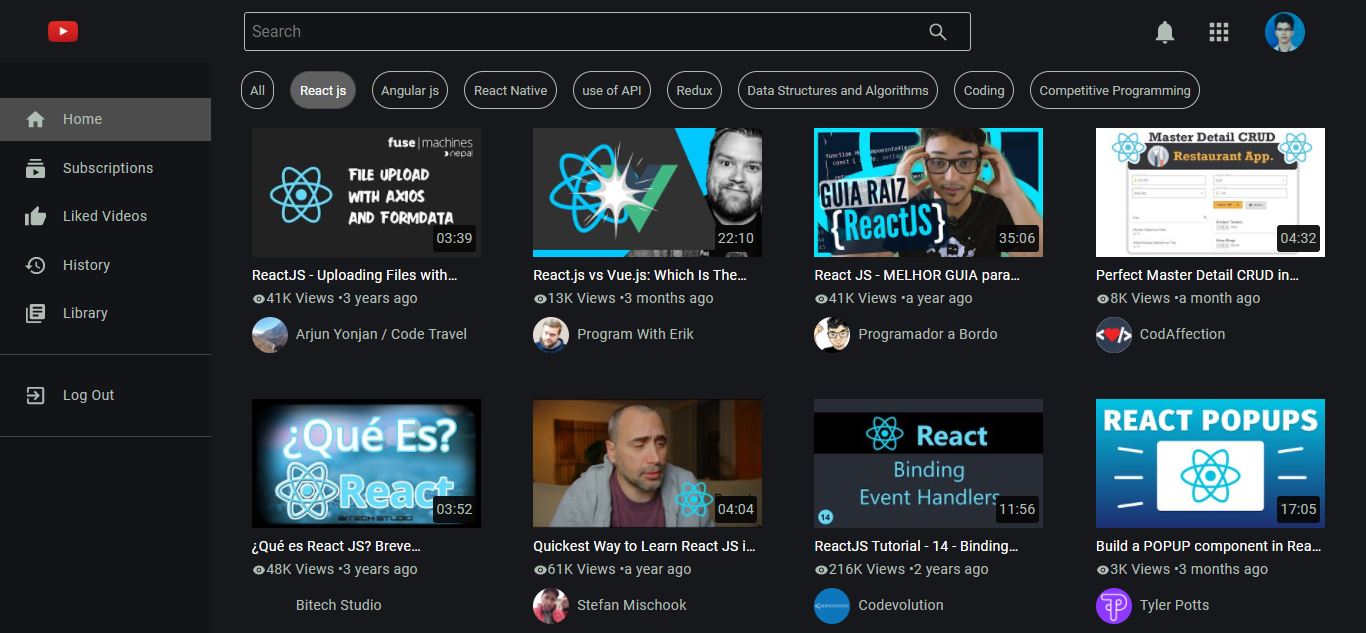 Search
All
React js
Angular js
React Native
use of API
Redux
Data Structures and Algorithms
Coding
Competitive Programming
Home
Subscriptions
Liked Videos
History
Library
Log Out
fuse|machines
nepal
FILE UPLOAD
WITH AXIOS
AND FORMDATA
03:39
ReactJS - Uploading Files with…
41K Views •3 years ago
Arjun Yonjan / Code Travel
22:10
React.js vs Vue.js: Which Is The…
13K Views •3 months ago
Program With Erik
GUIA RAIZ
{ReactJS}
35:06
React JS - MELHOR GUIA para…
41K Views •a year ago
Programador a Bordo
Master Detail CRUD
Restaurant App.
04:32
Perfect Master Detail CRUD in…
8K Views •a month ago
CodAffection
¿Qué Es?
React
BITECH STUDIO
03:52
¿Qué es React JS? Breve…
48K Views •3 years ago
Bitech Studio
04:04
Quickest Way to Learn React JS i…
61K Views •a year ago
Stefan Mischook
React
Binding
Event Handlers
14
11:56
ReactJS Tutorial - 14 - Binding…
216K Views •2 years ago
Codevolution
REACT POPUPS
17:05
Build a POPUP component in Rea…
3K Views •3 months ago
Tyler Potts